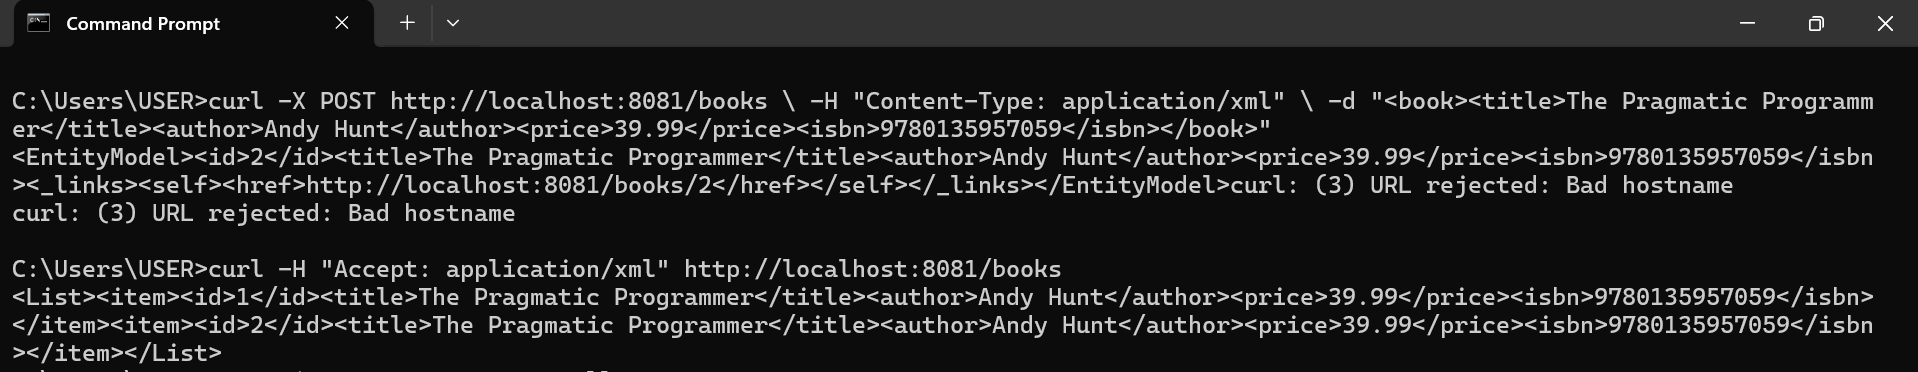 Command Prompt
C:\Users\USER>curl -X POST http://localhost:8081/books \ -H "Content-Type: application/xml" \ -d "<book><title>The Pragmatic Programm
er</title><author>Andy Hunt</author><price>39.99</price><isbn>9780135957059</isbn></book>"
<EntityModel><id>2</id><title>The Pragmatic Programmer</title><author>Andy Hunt</author><price>39.99</price><isbn>9780135957059</isbn
><_links><self><href>http://localhost:8081/books/2</href></self></_links></EntityModel>curl: (3) URL rejected: Bad hostname
curl: (3) URL rejected: Bad hostname
C:\Users\USER>curl -H "Accept: application/xml" http://localhost:8081/books
<List><item><id>1</id><title>The Pragmatic Programmer</title><author>Andy Hunt</author><price>39.99</price><isbn>9780135957059</isbn>
</item><item><id>2</id><title>The Pragmatic Programmer</title><author>Andy Hunt</author><price>39.99</price><isbn>9780135957059</isbn
></item></List>